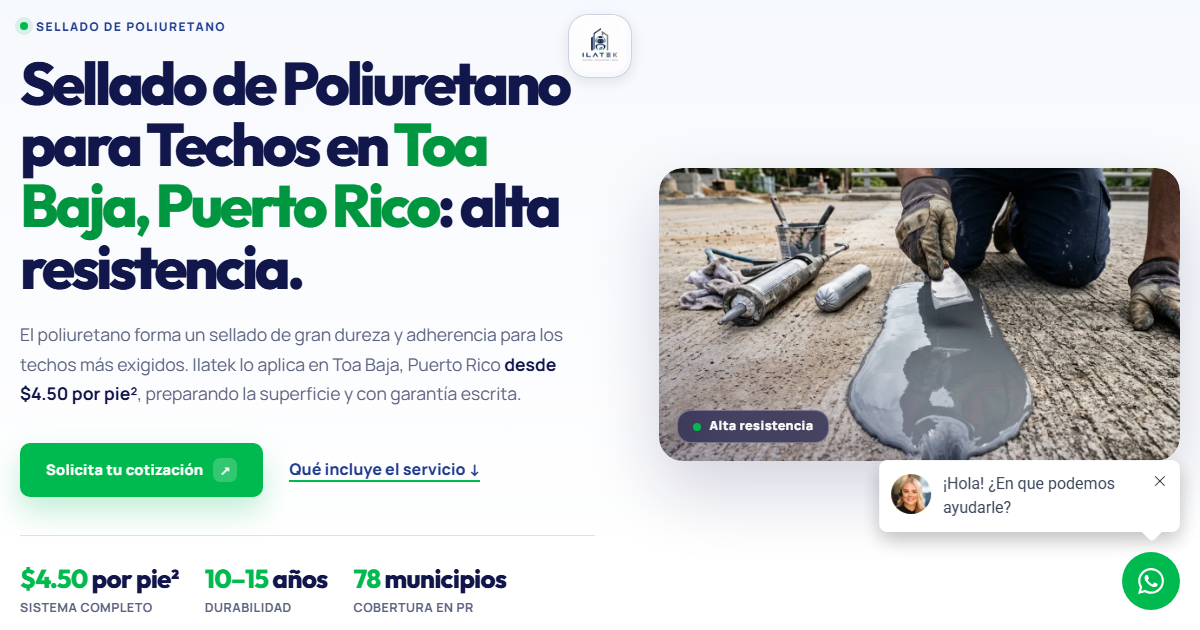 SELLADO DE POLIURETANO
ILATEK
Sellado de Poliuretano
para Techos en Toa
Baja, Puerto Rico: alta
resistencia.
El poliuretano forma un sellado de gran dureza y adherencia para los
techos más exigidos. Ilatek lo aplica en Toa Baja, Puerto Rico desde
$4.50 por pie², preparando la superficie y con garantía escrita.
Solicita tu cotización ↗
Qué incluye el servicio ↓
$4.50 por pie²
SISTEMA COMPLETO
10–15 años
DURABILIDAD
78 municipios
COBERTURA EN PR
Alta resistencia
¡Hola! ¿En que podemos
ayudarle?